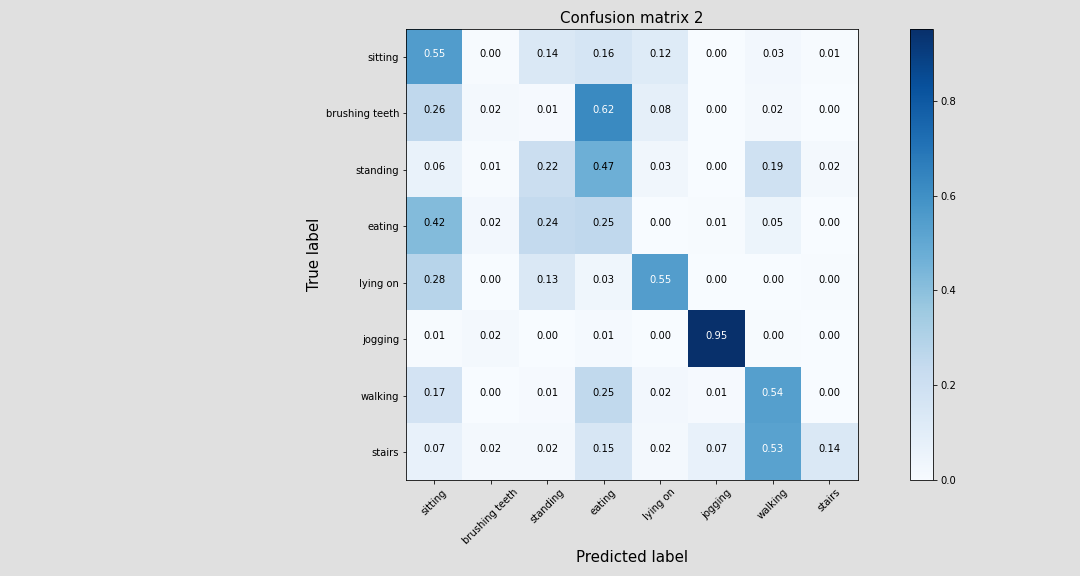 Confusion matrix 2
sitting 0.55 0.00 0.14 0.16 0.12 0.00 0.03 0.01
brushing teeth 0.26 0.02 0.01 0.62 0.08 0.00 0.02 0.00
standing 0.06 0.01 0.22 0.47 0.03 0.00 0.19 0.02
eating 0.42 0.02 0.24 0.25 0.00 0.01 0.05 0.00
lying on 0.28 0.00 0.13 0.03 0.55 0.00 0.00 0.00
jogging 0.01 0.02 0.00 0.01 0.00 0.95 0.00 0.00
walking 0.17 0.00 0.01 0.25 0.02 0.01 0.54 0.00
stairs 0.07 0.02 0.02 0.15 0.02 0.07 0.53 0.14
sitting brushing teeth standing eating lying on jogging walking stairs
True label
Predicted label
0.8
0.6
0.4
0.2
0.0